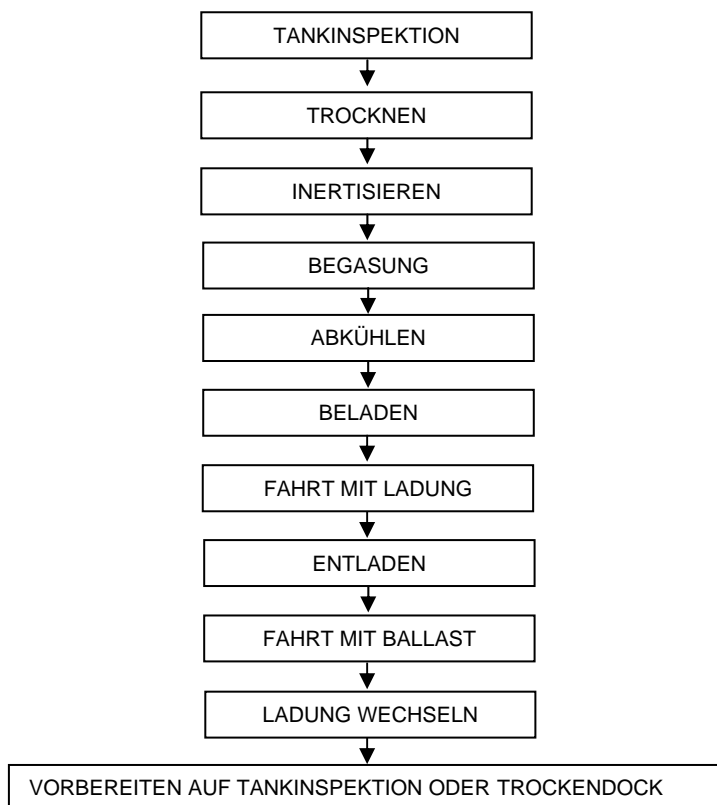 TANKINSPEKTION
TROCKNEN
INERTISIEREN
BEGASUNG
ABKÜHLEN
BELADEN
FAHRT MIT LADUNG
ENTLADEN
FAHRT MIT BALLAST
LADUNG WECHSELN
VORBEREITEN AUF TANKINSPEKTION ODER TROCKENDOCK